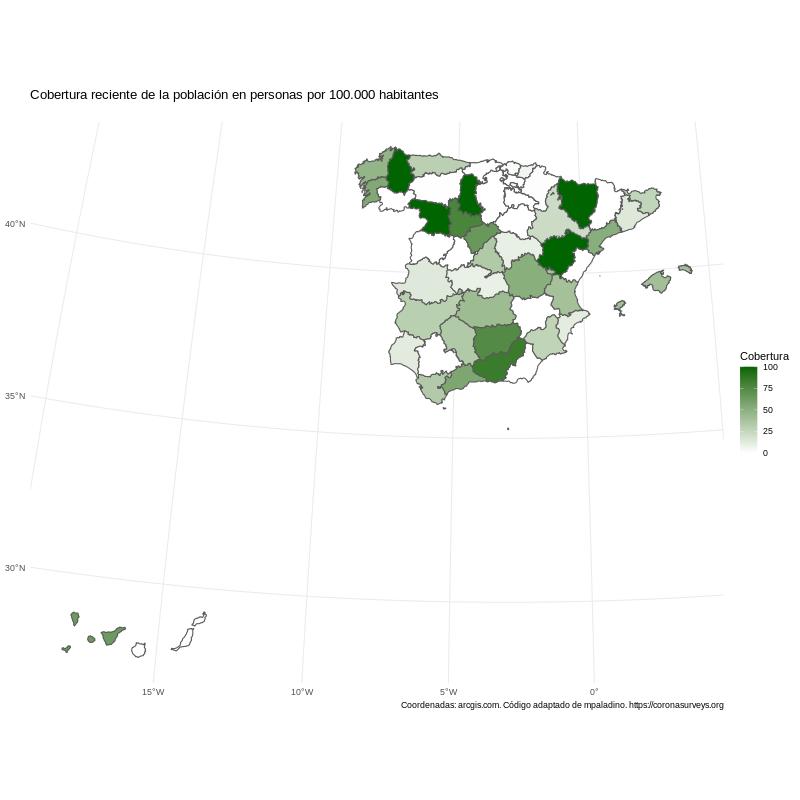 Cobertura reciente de la población en personas por 100.000 habitantes
40°N
35°N
30°N
Cobertura
100
75
50
25
0
15°W
10°W
5°W
0°
Coordenadas: arcgis.com. Código adaptado de mpaladino. https://coronasurveys.org